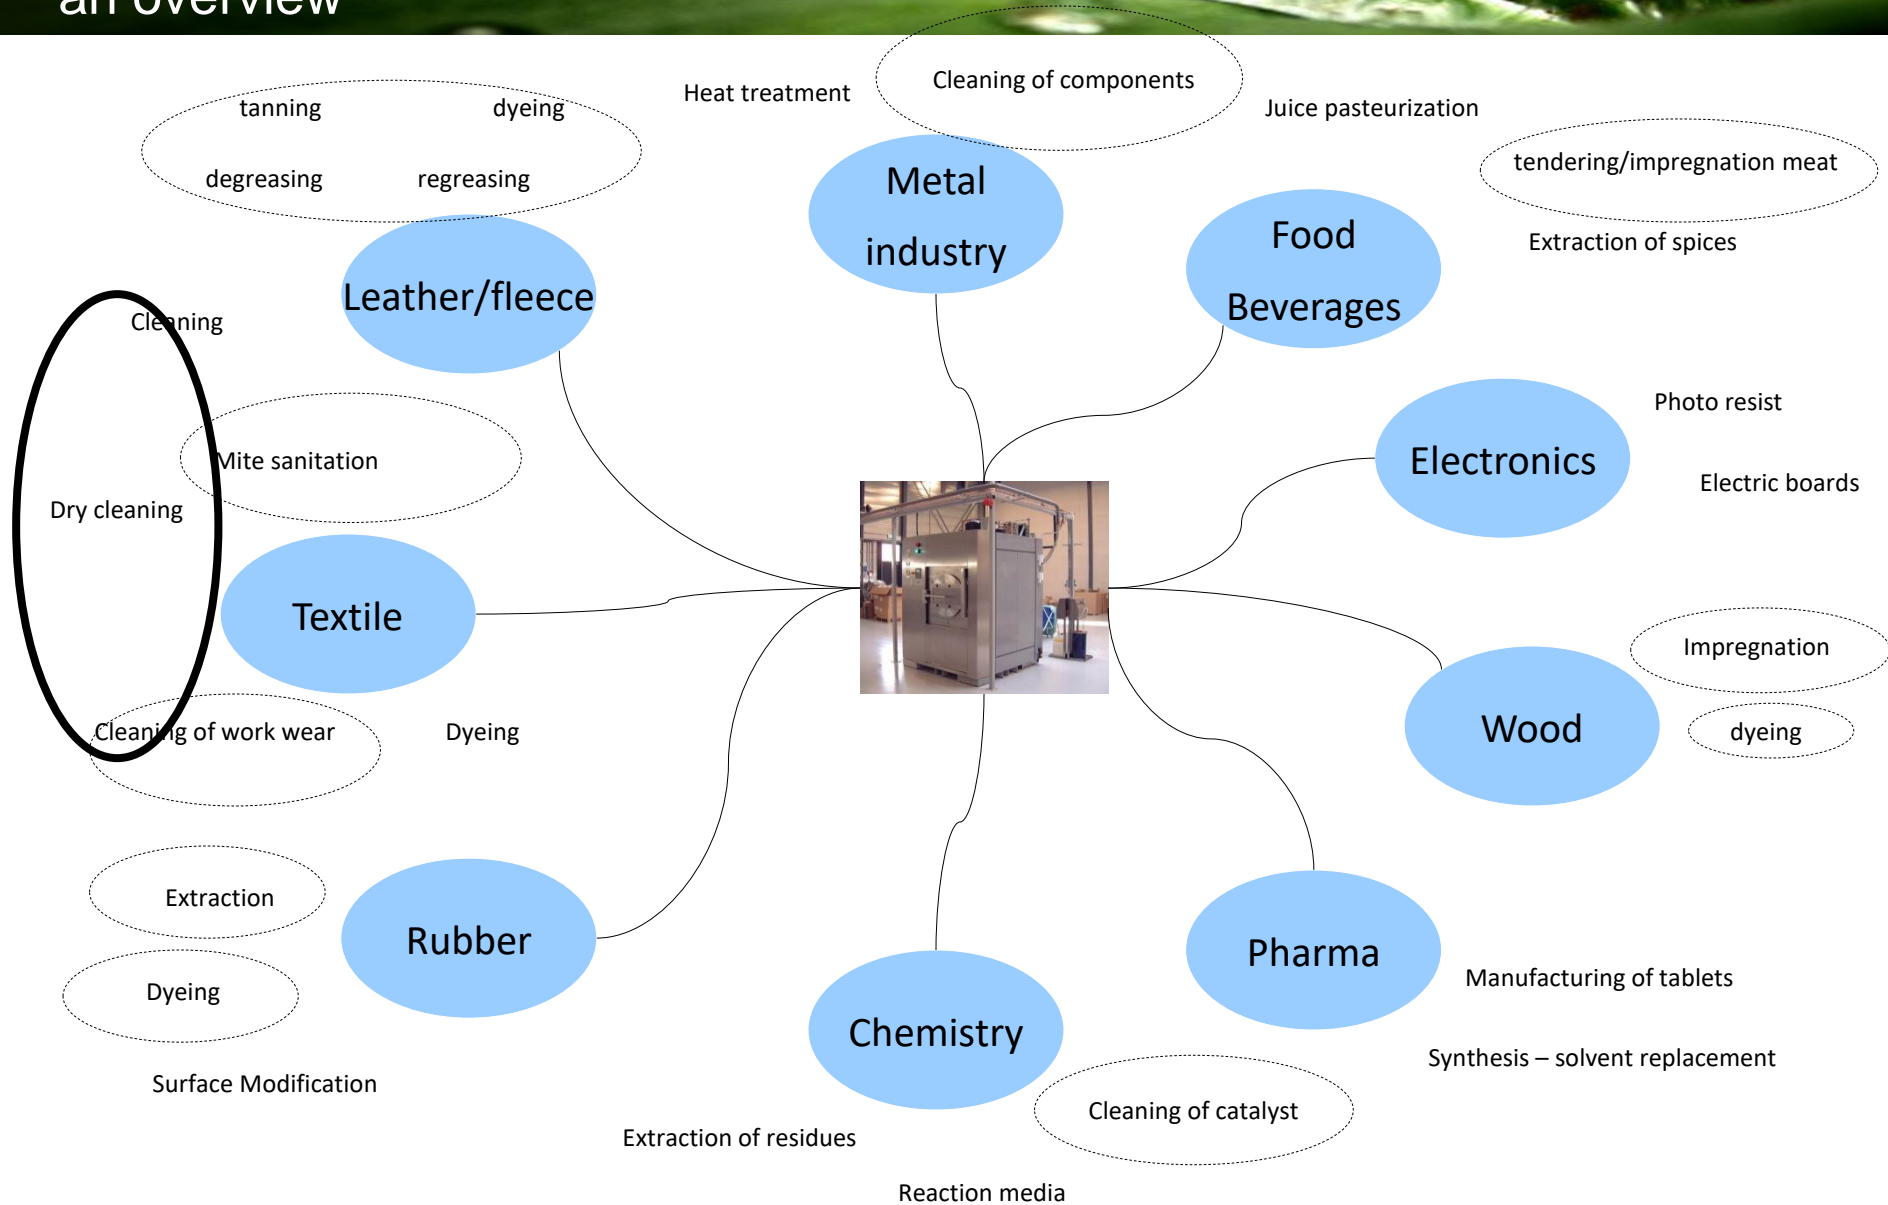 an overview
Heat treatment
Cleaning of components
Juice pasteurization
tanning
dyeing
degreasing
regreasing
tendering/impregnation meat
Metal
industry
Food
Beverages
Extraction of spices
Leather/fleece
Cleaning
Photo resist
Electronics
Electric boards
Mite sanitation
Dry cleaning
Textile
Impregnation
Wood
dyeing
Cleaning of work wear
Dyeing
Extraction
Rubber
Dyeing
Surface Modification
Pharma
Manufacturing of tablets
Synthesis – solvent replacement
Chemistry
Cleaning of catalyst
Extraction of residues
Reaction media